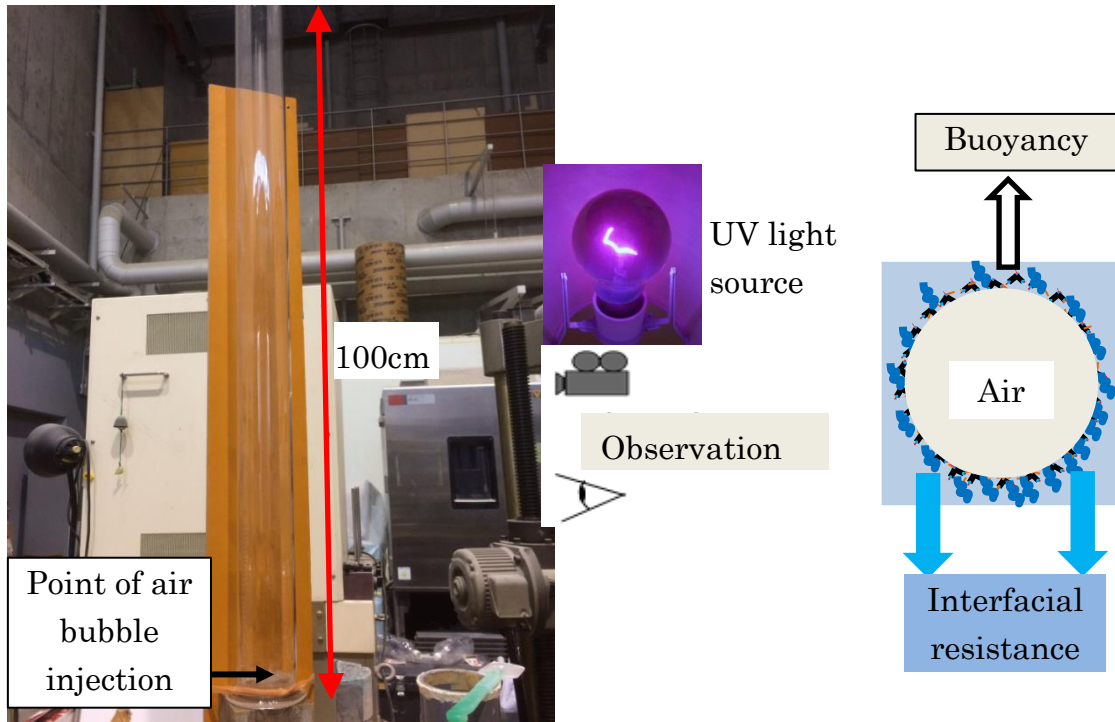 100cm
Point of air
bubble
injection
UV light
source
Observation
Buoyancy
Air
Interfacial
resistance